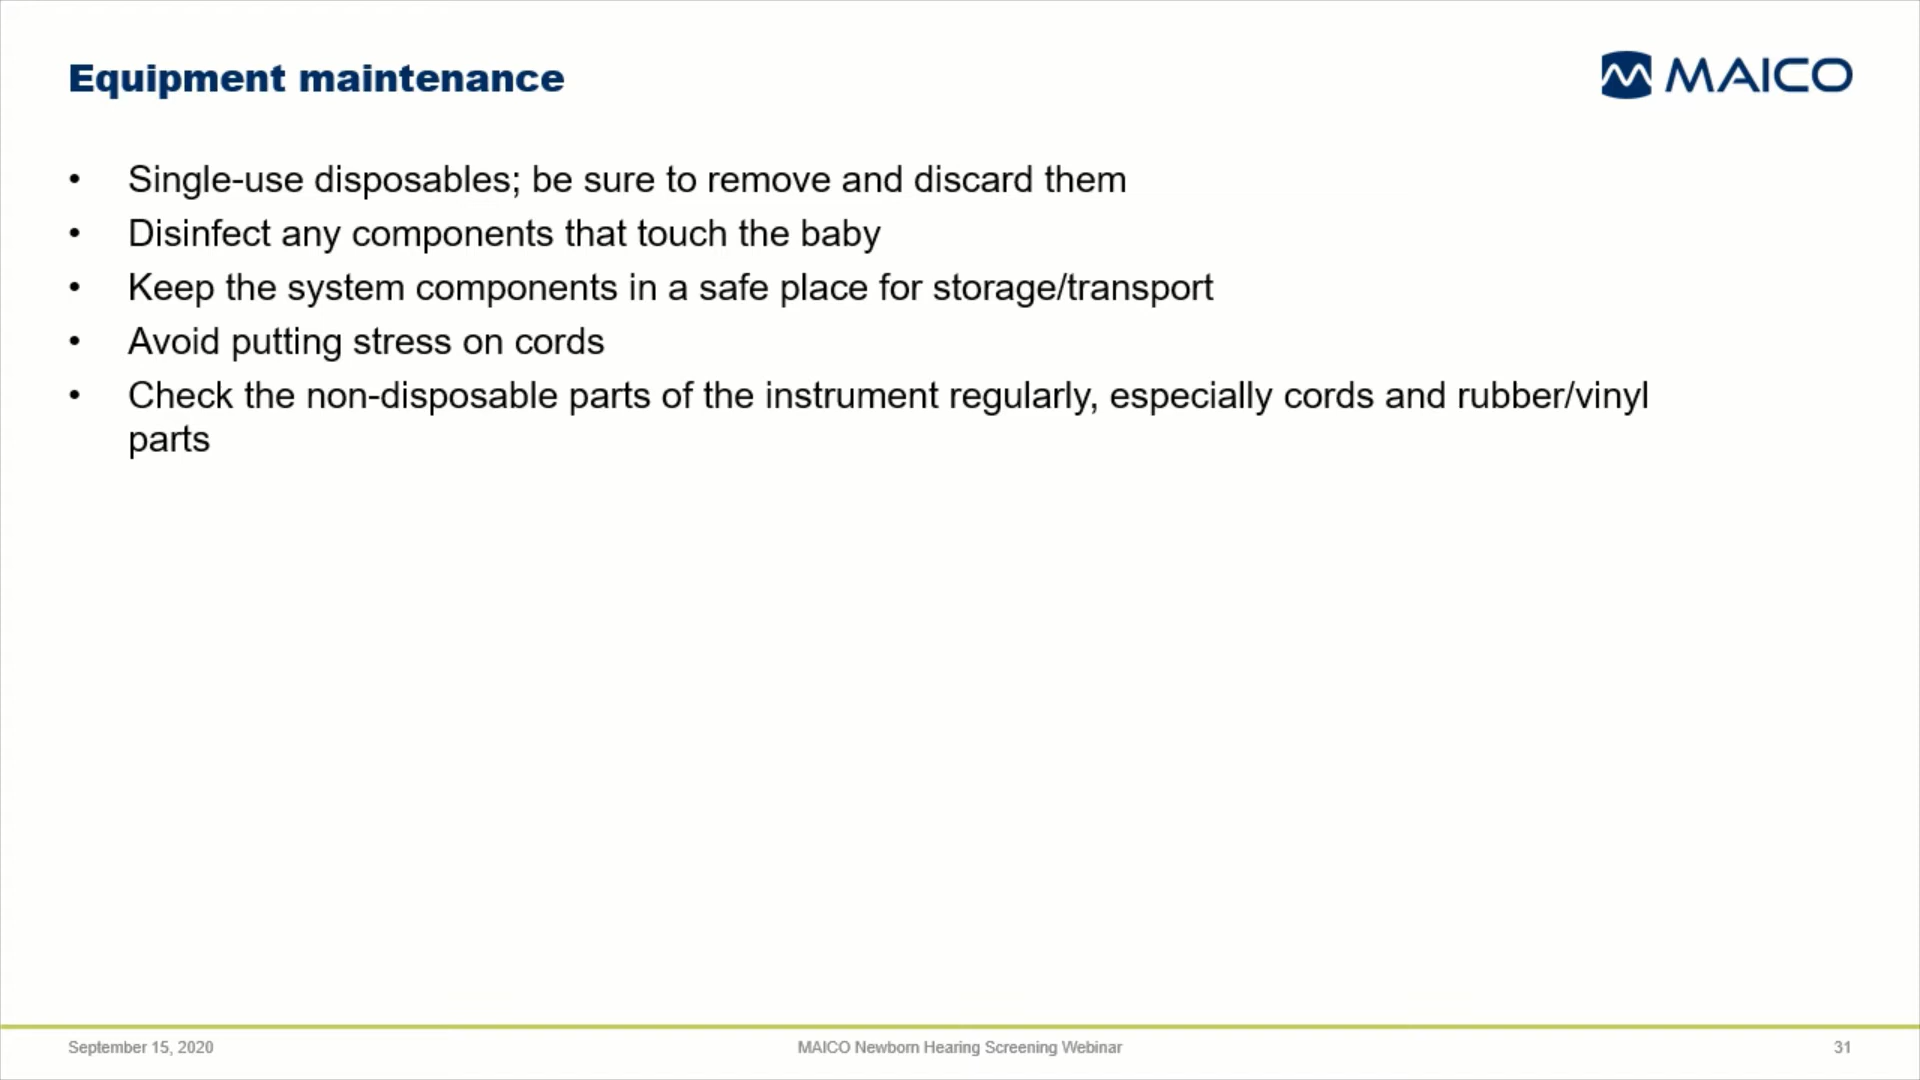 Equipment maintenance
MAICO
• Single-use disposables; be sure to remove and discard them
• Disinfect any components that touch the baby
• Keep the system components in a safe place for storage/transport
• Avoid putting stress on cords
• Check the non-disposable parts of the instrument regularly, especially cords and rubber/vinyl
parts
September 15, 2020
MAICO Newborn Hearing Screening Webinar
31